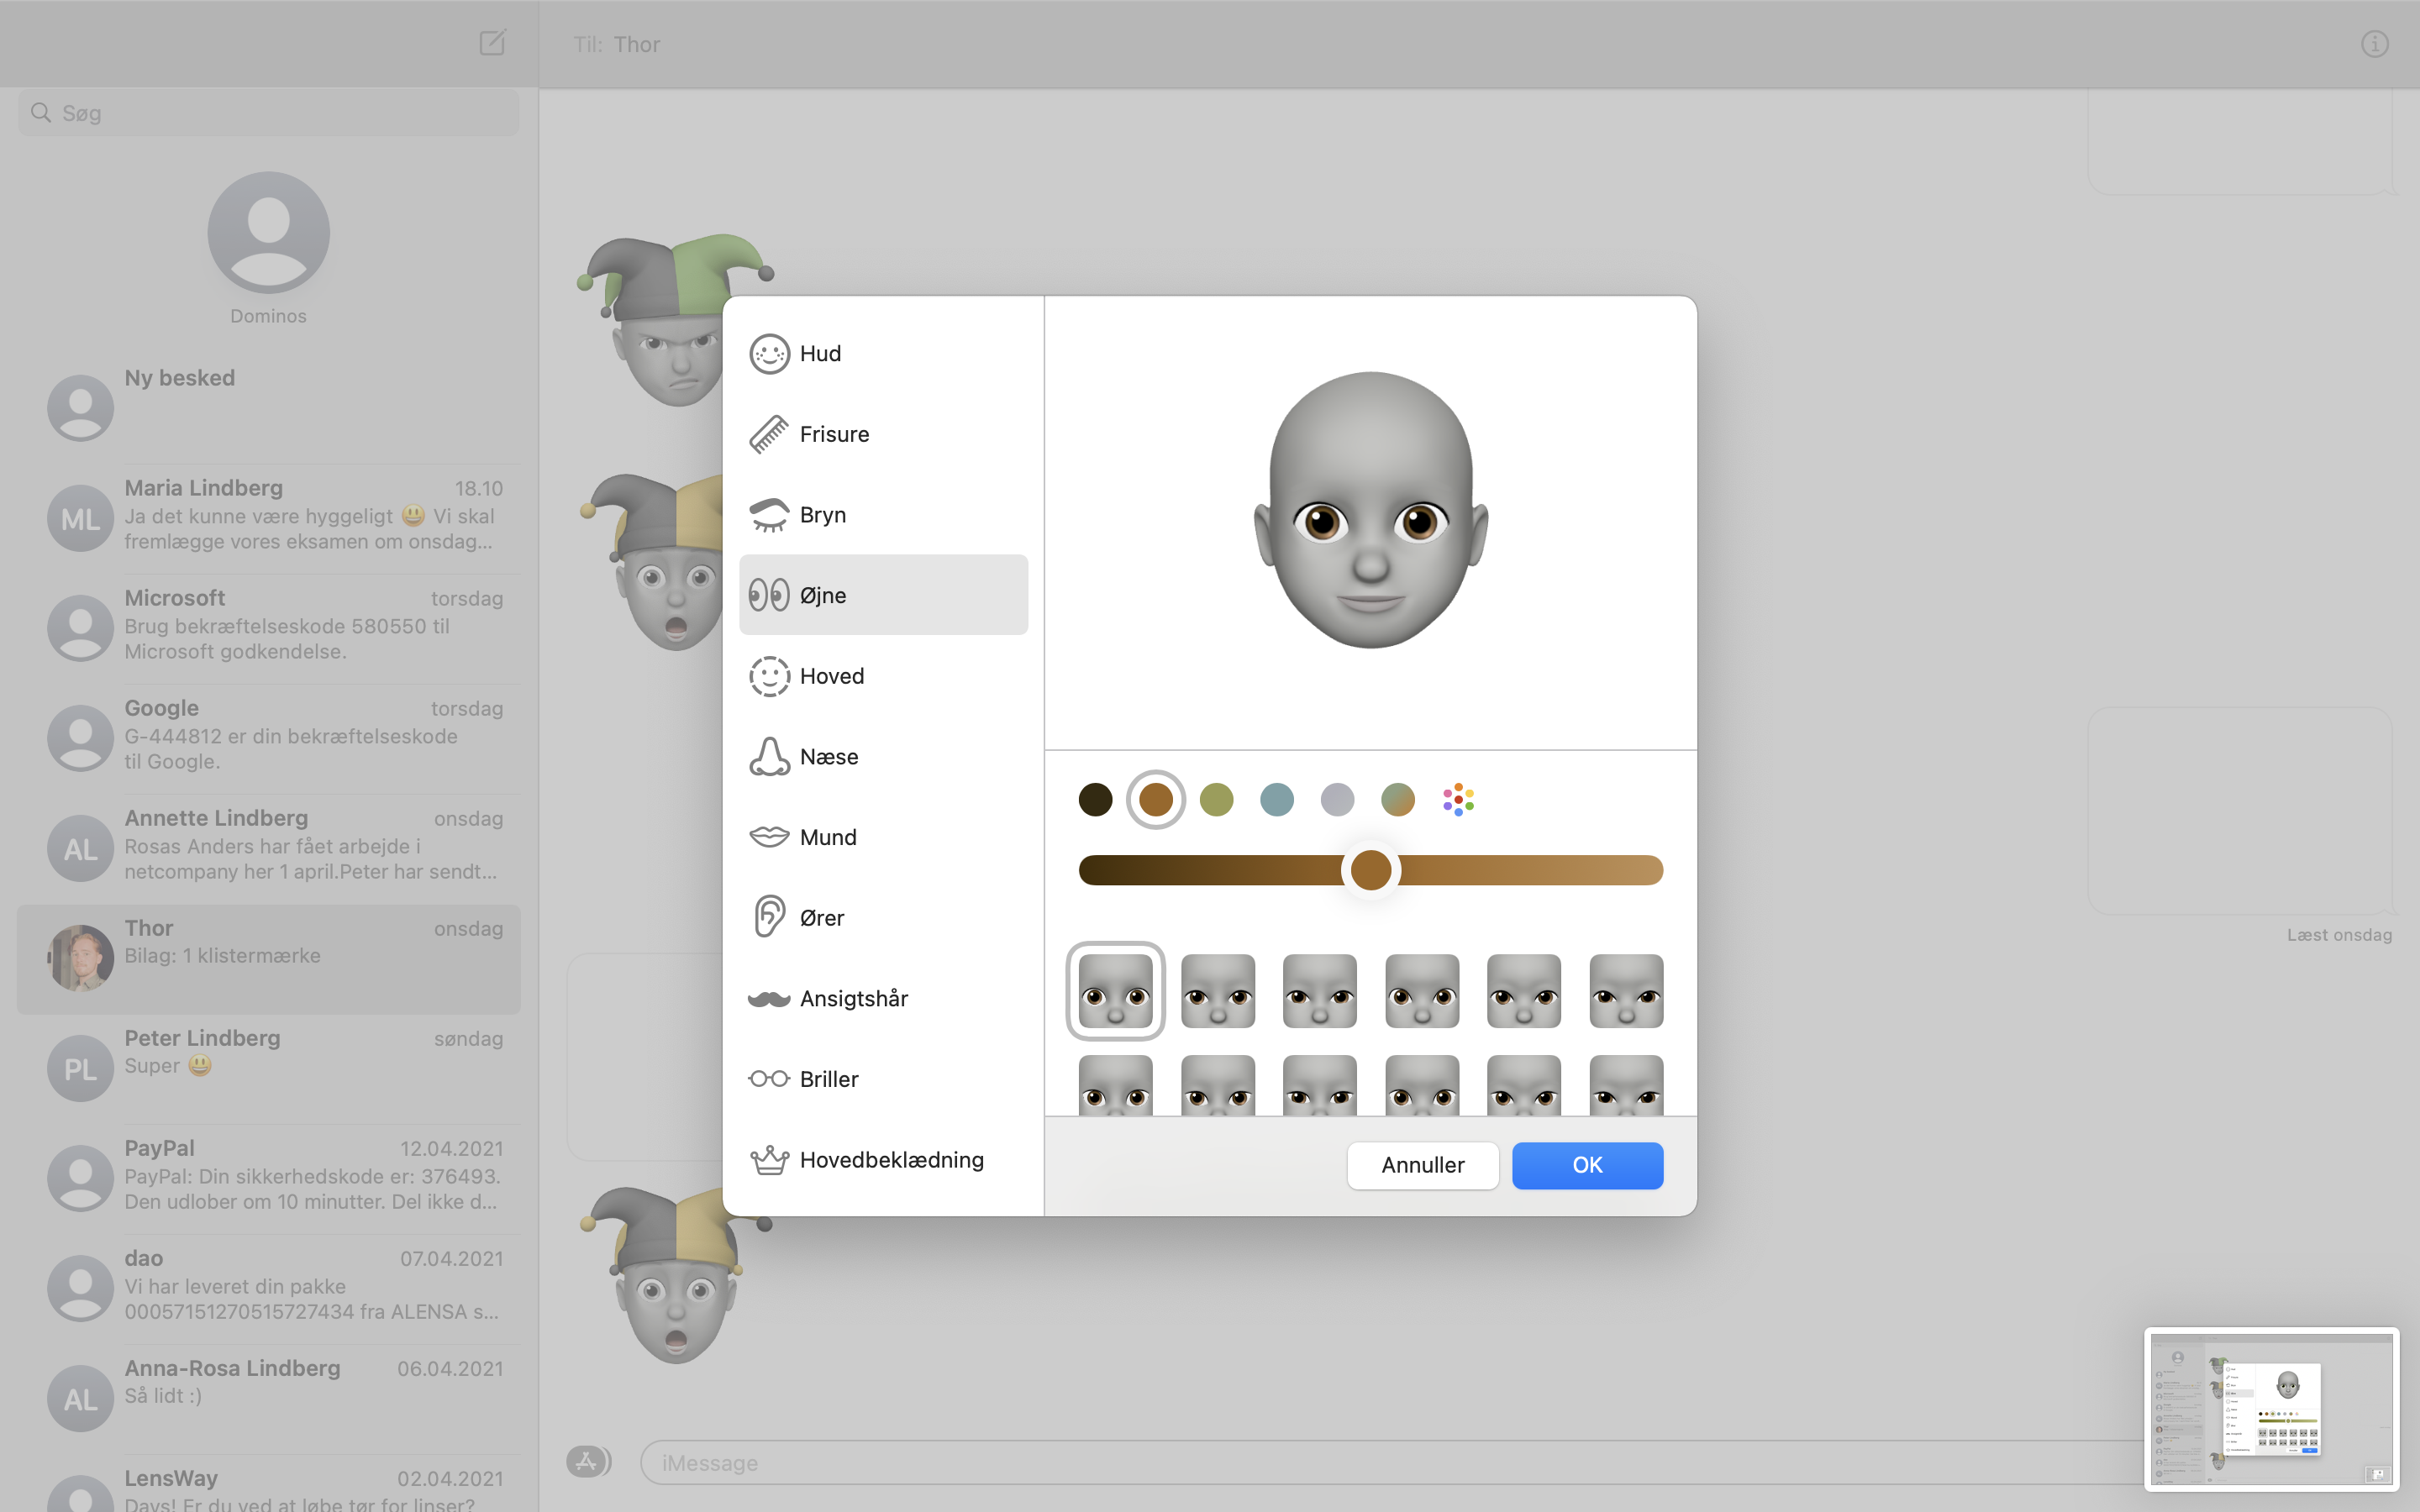 Til: Thor
Søg
Dominos
Ny besked
ML
Maria Lindberg 18.10
Ja det kunne være hyggeligt 😃 Vi skal
fremlægge vores eksamen om onsdag...
Microsoft torsdag
Brug bekræftelseskode 580550 til
Microsoft godkendelse.
Google torsdag
G-444812 er din bekræftelseskode
til Google.
AL
Annette Lindberg onsdag
Rosas Anders har fået arbejde i
netcompany her 1 april.Peter har sendt...
Thor onsdag
Bilag: 1 klistermærke
PL
Peter Lindberg søndag
Super 😃
PayPal 12.04.2021
PayPal: Din sikkerhedskode er: 376493.
Den udlober om 10 minutter. Del ikke d...
dao 07.04.2021
Vi har leveret din pakke
00057151270515727434 fra ALENSA s...
AL
Anna-Rosa Lindberg 06.04.2021
Så lidt :)
LensWay 02.04.2021
Days! Er du ved at løbe tør for linser?
Hud
Frisure
Bryn
Øjne
Hoved
Næse
Mund
Ører
Ansigtshår
Briller
Hovedbeklædning
Annuller
OK
Læst onsdag
iMessage